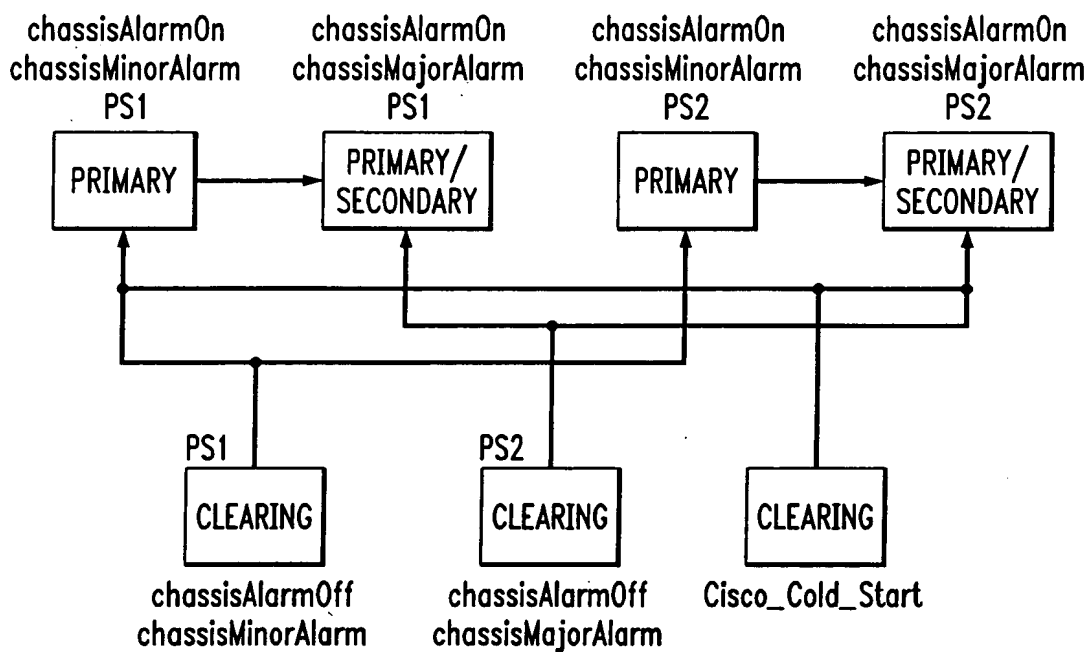 chassisAlarmOn
chassisMinorAlarm
PS1
PRIMARY
chassisAlarmOn
chassisMajorAlarm
PS1
PRIMARY/
SECONDARY
chassisAlarmOn
chassisMinorAlarm
PS2
PRIMARY
chassisAlarmOn
chassisMajorAlarm
PS2
PRIMARY/
SECONDARY
PS1
CLEARING
chassisAlarmOff
chassisMinorAlarm
PS2
CLEARING
chassisAlarmOff
chassisMajorAlarm
CLEARING
Cisco_Cold_Start